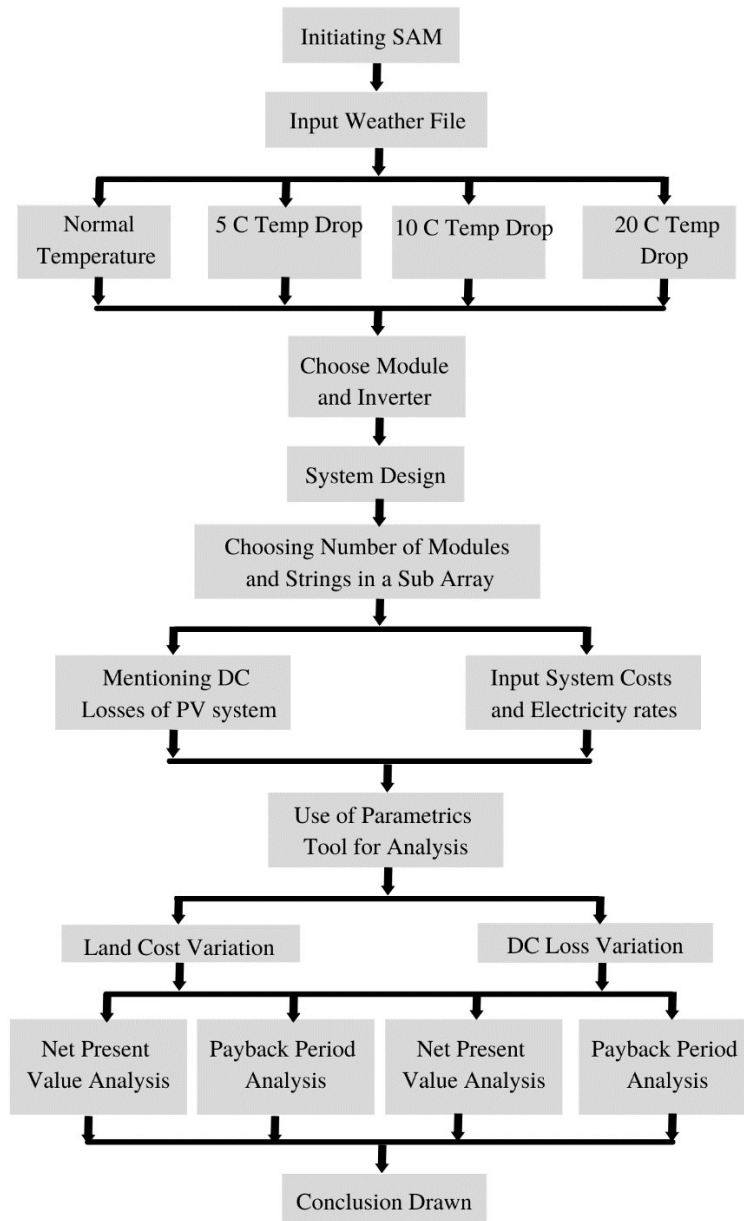 Initiating SAM
Input Weather File
Normal
Temperature
5 C Temp Drop
10 C Temp Drop
20 C Temp
Drop
Choose Module
and Inverter
System Design
Choosing Number of Modules
and Strings in a Sub Array
Mentioning DC
Losses of PV system
Input System Costs
and Electricity rates
Use of Parametrics
Tool for Analysis
Land Cost Variation
DC Loss Variation
Net Present
Value Analysis
Payback Period
Analysis
Net Present
Value Analysis
Payback Period
Analysis
Conclusion Drawn